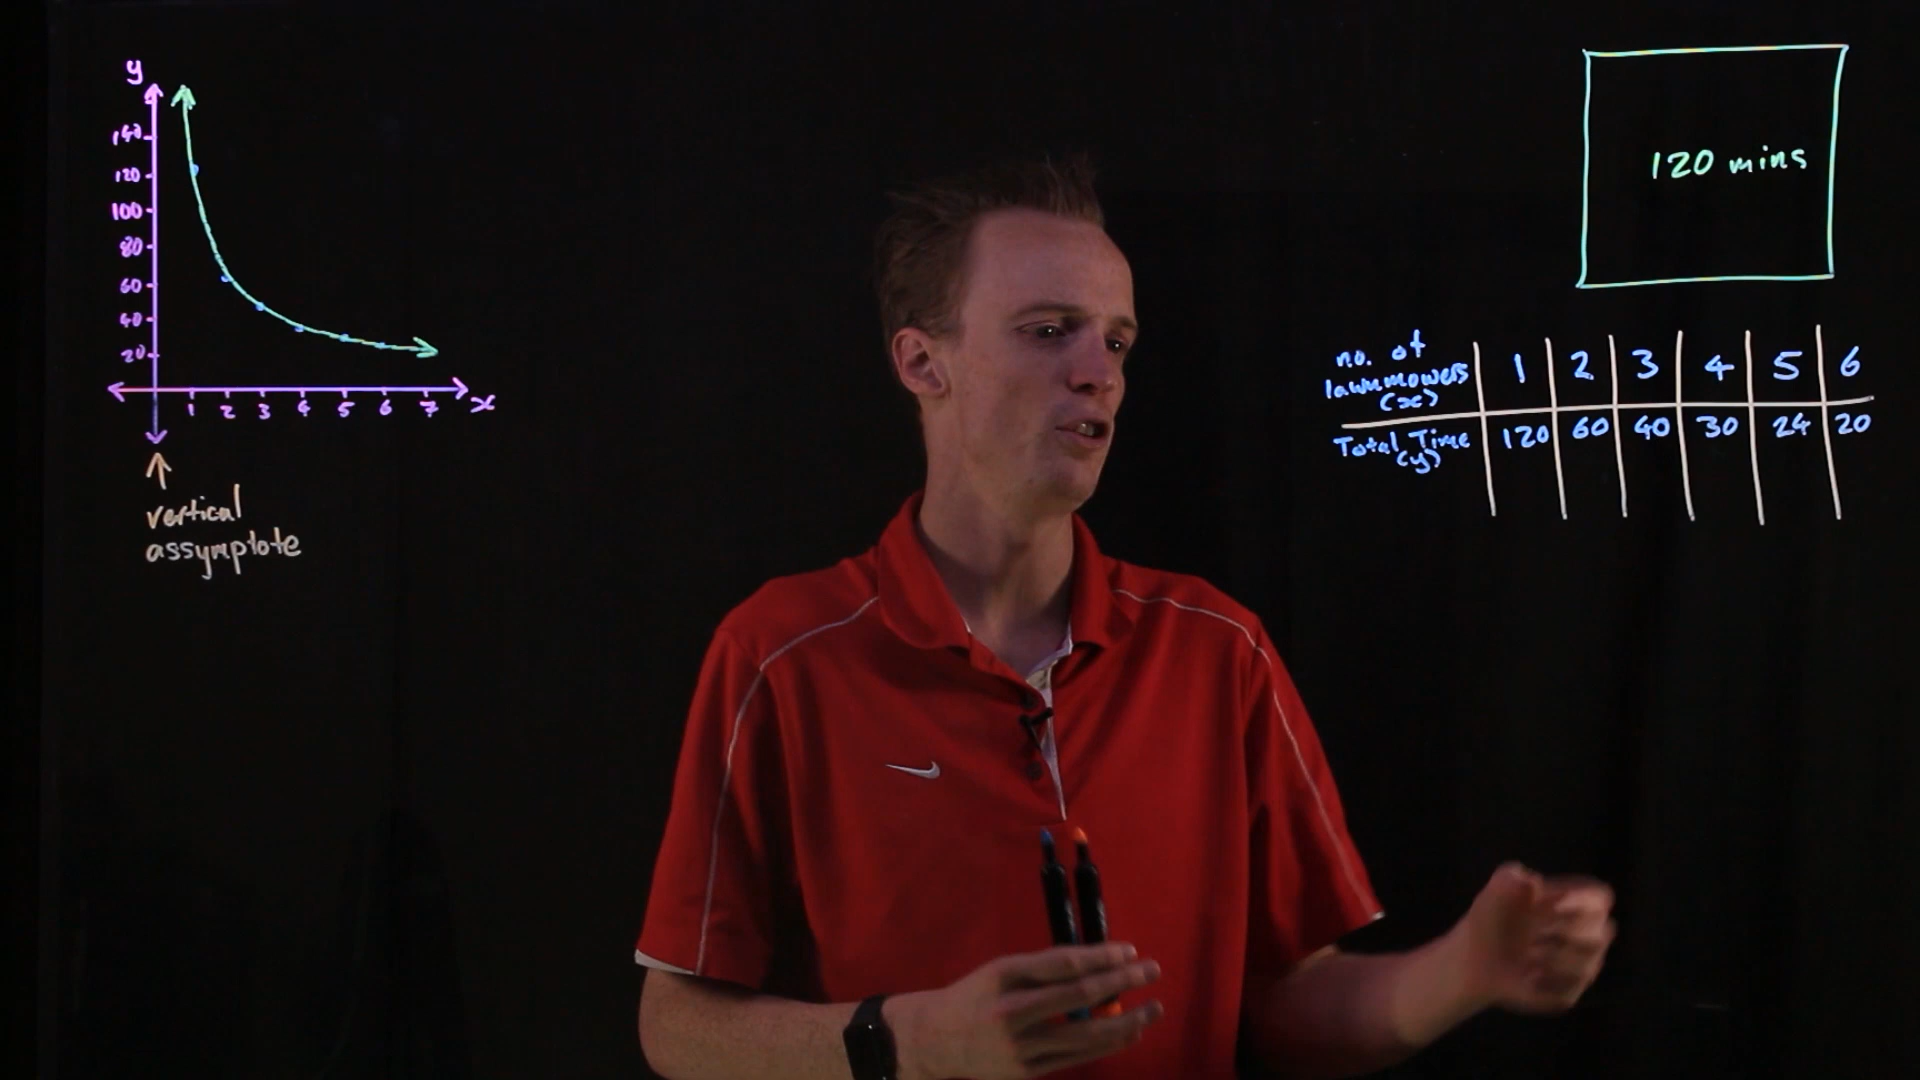 y
140
120
100
80
60
40
20
1 2 3 4 5 6 7 x
vertical
assymptote
120 mins
no. of
lawnmowers
(x)
1 2 3 4 5 6
Total Time
(y)
120 60 40 30 24 20